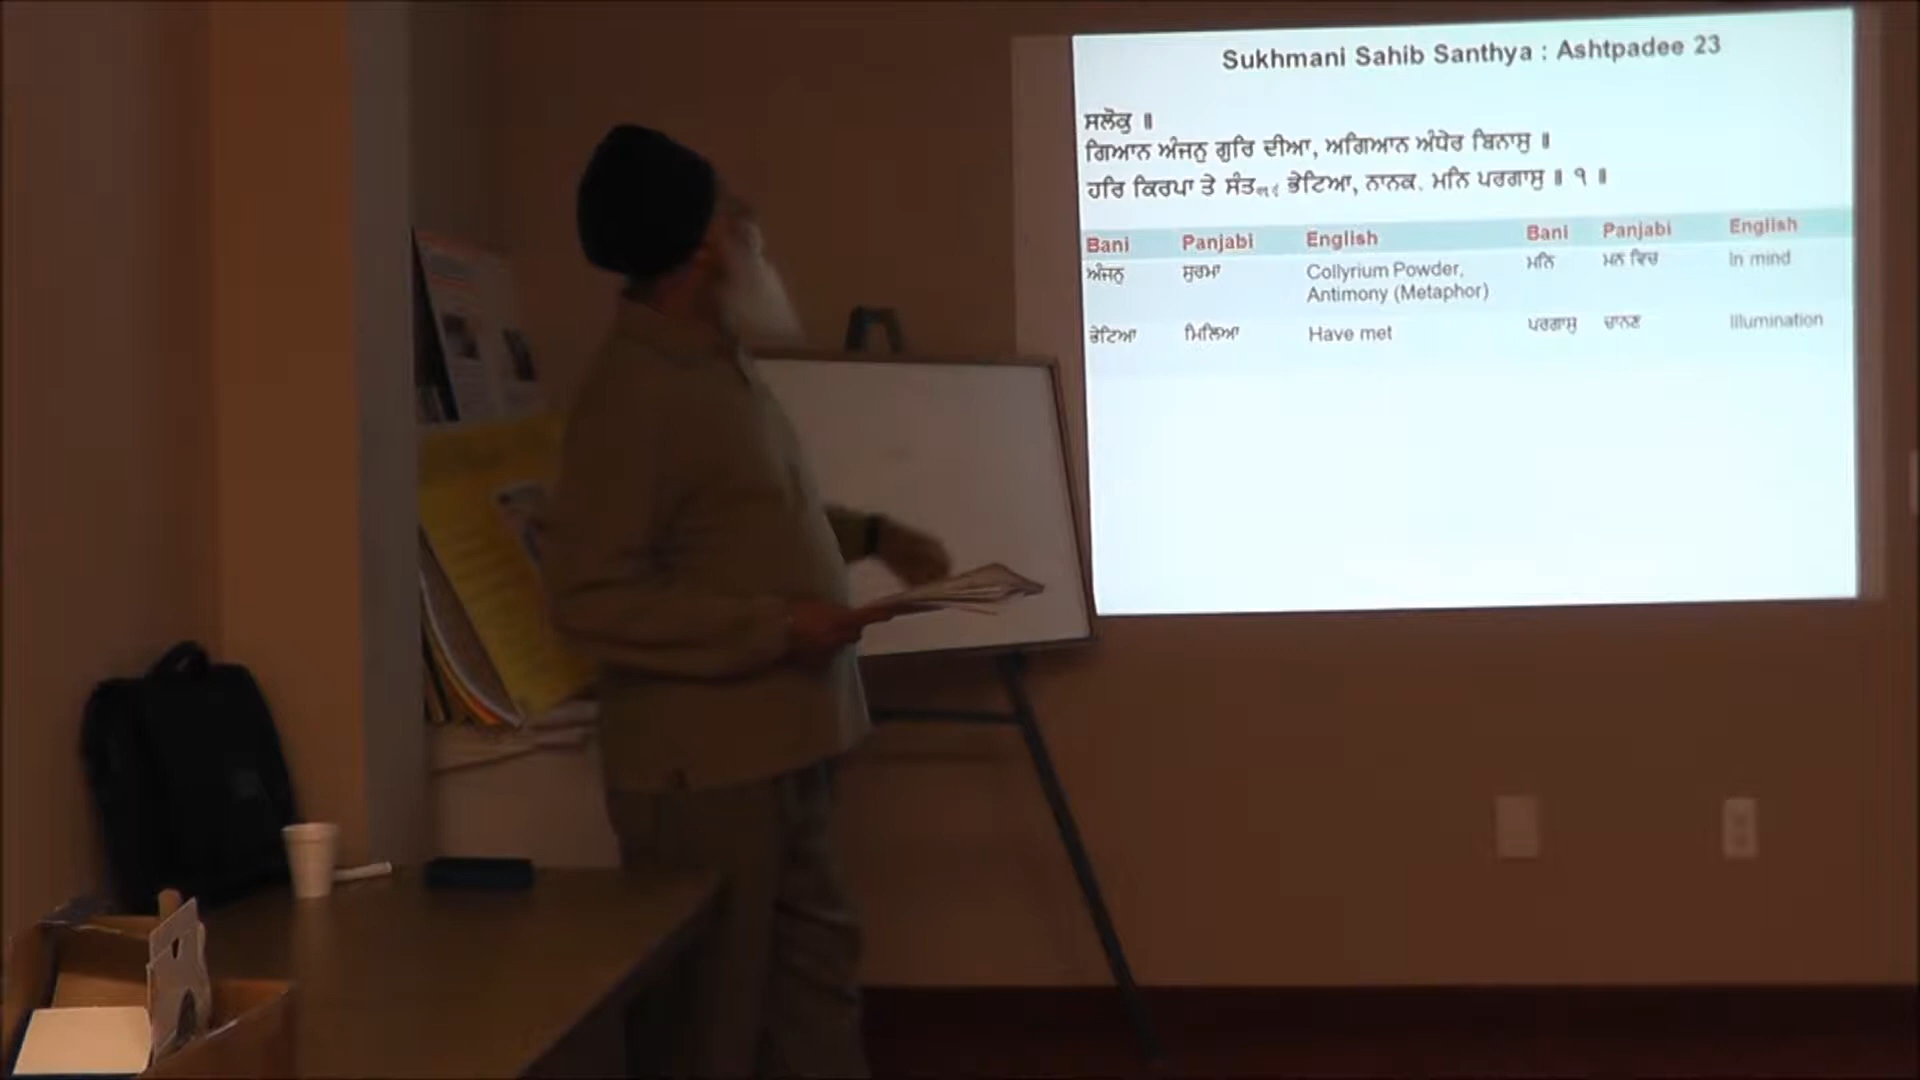 Sukhmani Sahib Santhya : Ashtpadee 23
ਸਲੋਕੁ ॥
ਗਿਆਨ ਅੰਜਨੁ ਗੁਰਿ ਦੀਆ, ਅਗਿਆਨ ਅੰਧੇਰ ਬਿਨਾਸੁ ॥
ਹਰਿ ਕਿਰਪਾ ਤੇ ਸੰਤ ਭੇਟਿਆ, ਨਾਨਕ. ਮਨਿ ਪਰਗਾਸੁ ॥ ੧ ॥
Bani Panjabi English Bani Panjabi English
ਅੰਜਨੁ ਸੁਰਮਾ Collyrium Powder, ਮਨਿ ਮਨ ਵਿਚ In mind
Antimony (Metaphor)
ਭੇਟਿਆ ਮਿਲਿਆ Have met ਪਰਗਾਸੁ ਚਾਨਣ Illumination